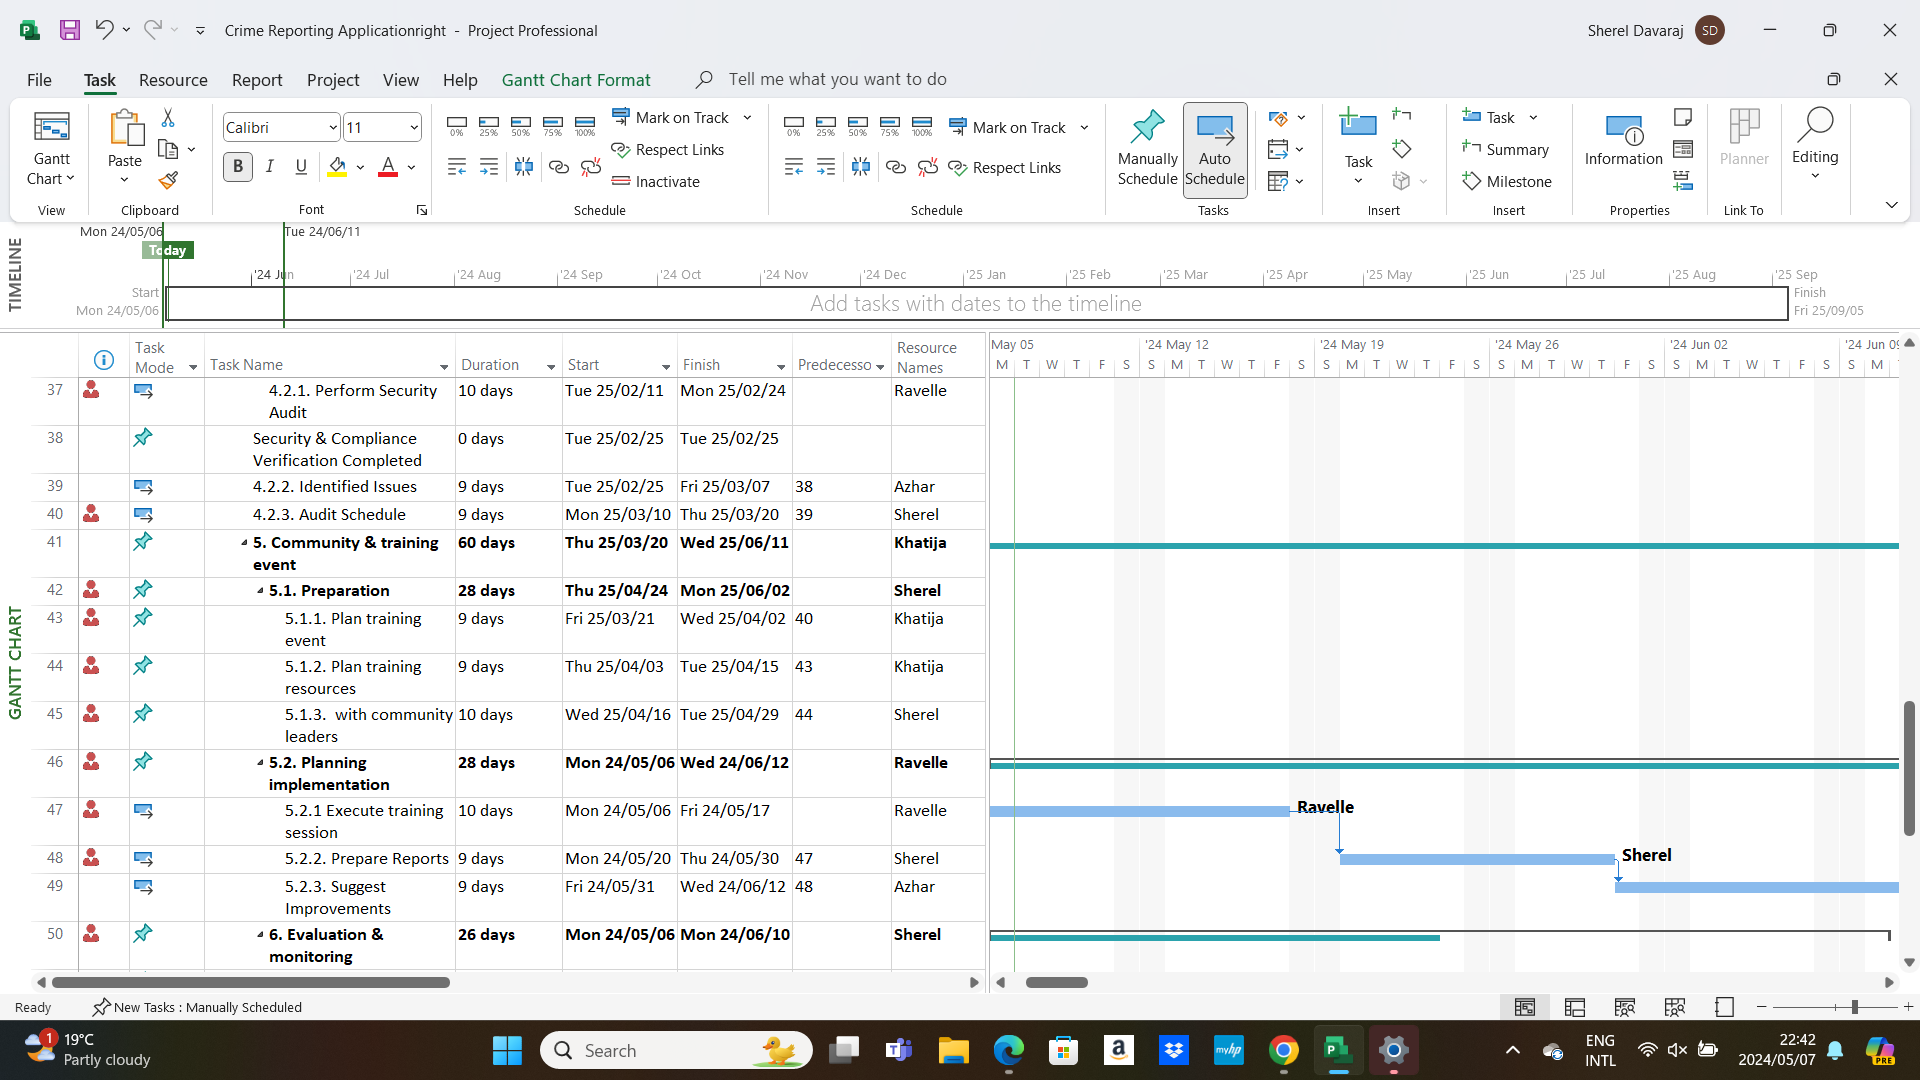 Crime Reporting Applicationright - Project Professional
Sherel Davaraj SD
File Task Resource Report Project View Help Gantt Chart Format Tell me what you want to do
Gantt Chart
View
Paste
Clipboard
Calibri 11
B I U A
Font
0% 25% 50% 75% 100%
Mark on Track
Respect Links
Inactivate
Schedule
0% 25% 50% 75% 100%
Mark on Track
Respect Links
Schedule
Manually Schedule
Auto Schedule
Tasks
Task
Insert
Task
Summary
Milestone
Insert
Information
Properties
Planner
Link To
Editing
TIMELINE
Mon 24/05/06 Tue 24/06/11
Today
'24 Jun '24 Jul '24 Aug '24 Sep '24 Oct '24 Nov '24 Dec '25 Jan '25 Feb '25 Mar '25 Apr '25 May '25 Jun '25 Jul '25 Aug '25 Sep
Start
Mon 24/05/06
Add tasks with dates to the timeline
Finish
Fri 25/09/05
GANTT CHART
Task Mode Task Name Duration Start Finish Predecesso Resource Names
May 05 '24 May 12 '24 May 19 '24 May 26 '24 Jun 02 '24 Jun 09
M T W T F S S M T W T F S S M T W T F S S M T W T F S S M T W T F S S M
37 4.2.1. Perform Security 10 days Tue 25/02/11 Mon 25/02/24 Ravelle
Audit
38 Security & Compliance 0 days Tue 25/02/25 Tue 25/02/25
Verification Completed
39 4.2.2. Identified Issues 9 days Tue 25/02/25 Fri 25/03/07 38 Azhar
40 4.2.3. Audit Schedule 9 days Mon 25/03/10 Thu 25/03/20 39 Sherel
41 5. Community & training 60 days Thu 25/03/20 Wed 25/06/11 Khatija
event
42 5.1. Preparation 28 days Thu 25/04/24 Mon 25/06/02 Sherel
43 5.1.1. Plan training 9 days Fri 25/03/21 Wed 25/04/02 40 Khatija
event
44 5.1.2. Plan training 9 days Thu 25/04/03 Tue 25/04/15 43 Khatija
resources
45 5.1.3. with community 10 days Wed 25/04/16 Tue 25/04/29 44 Sherel
leaders
46 5.2. Planning 28 days Mon 24/05/06 Wed 24/06/12 Ravelle
implementation
47 5.2.1 Execute training 10 days Mon 24/05/06 Fri 24/05/17 Ravelle Ravelle
session
48 5.2.2. Prepare Reports 9 days Mon 24/05/20 Thu 24/05/30 47 Sherel Sherel
49 5.2.3. Suggest 9 days Fri 24/05/31 Wed 24/06/12 48 Azhar
Improvements
50 6. Evaluation & 26 days Mon 24/05/06 Mon 24/06/10 Sherel
monitoring
Ready New Tasks : Manually Scheduled
1 19°C
Partly cloudy
Search
ENG
INTL
22:42
2024/05/07
PRE